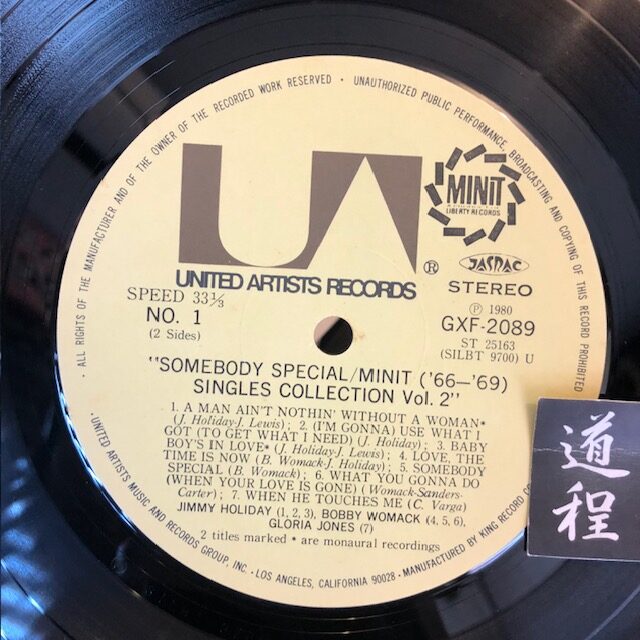 ALL RIGHTS OF THE MANUFACTURER AND OF THE OWNER OF THE RECORDED WORK RESERVED · UNAUTHORIZED PUBLIC PERFORMANCE, BROADCASTING AND COPYING OF THIS RECORD PROHIBITED
UA
MINIT
LIBERTY RECORDS
UNITED ARTISTS RECORDS ®
JASRAC
SPEED 33⅓
STEREO
NO. 1
℗ 1980
GXF-2089
(2 Sides)
ST 25163
(SILBT 9700) U
"SOMEBODY SPECIAL/MINIT ('66—'69)
SINGLES COLLECTION Vol. 2"
1. A MAN AIN'T NOTHIN' WITHOUT A WOMAN*
(J. Holiday-J. Lewis); 2. (I'M GONNA) USE WHAT I
GOT (TO GET WHAT I NEED) (J. Holiday); 3. BABY
BOY'S IN LOVE* (J. Holiday-J. Lewis); 4. LOVE, THE
TIME IS NOW (B. Womack-J. Holiday); 5. SOMEBODY
SPECIAL (B. Womack); 6. WHAT YOU GONNA DO
(WHEN YOUR LOVE IS GONE) (Womack-Sanders-
Carter); 7. WHEN HE TOUCHES ME (C. Varga)
JIMMY HOLIDAY (1, 2, 3), BOBBY WOMACK (4, 5, 6),
GLORIA JONES (7)
2 titles marked * are monaural recordings
UNITED ARTISTS MUSIC AND RECORDS GROUP, INC. · LOS ANGELES, CALIFORNIA 90028 · MANUFACTURED BY KING RECORD
道程